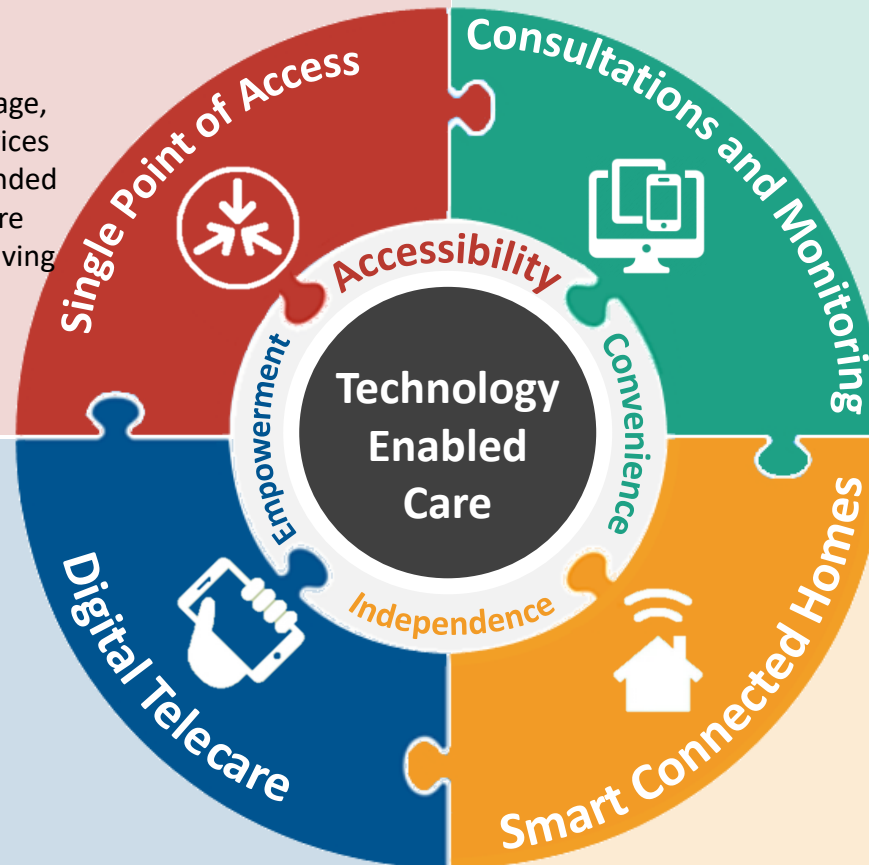 Single Point of Access
Consultations and Monitoring
Accessibility
Convenience
Independence
Empowerment
Technology
Enabled
Care
Digital Telecare
Smart Connected Homes